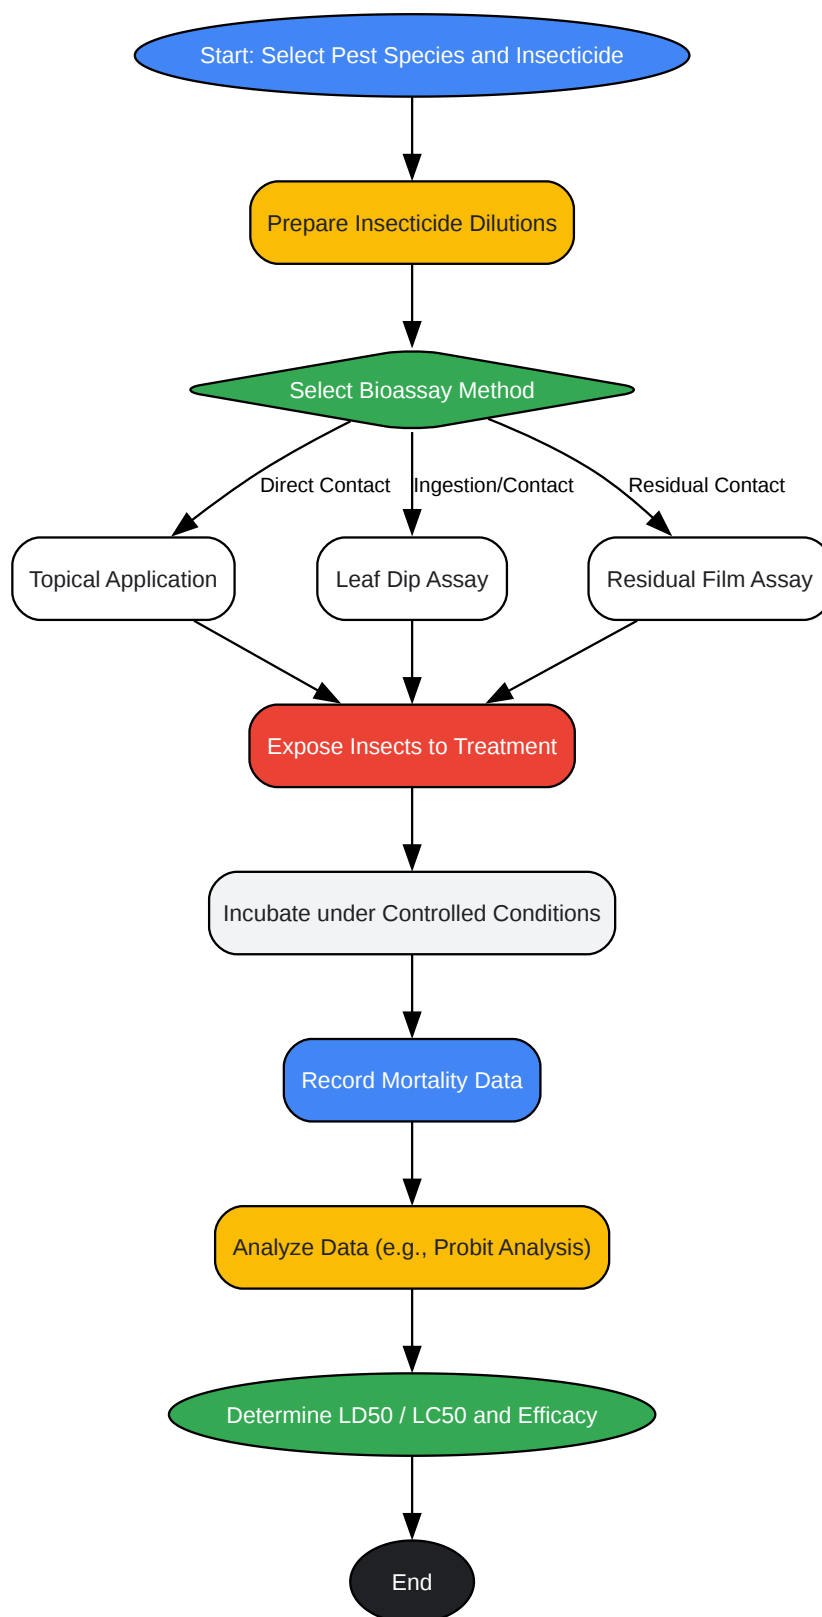 Start: Select Pest Species and Insecticide
Prepare Insecticide Dilutions
Select Bioassay Method
Direct Contact
Ingestion/Contact
Residual Contact
Topical Application
Leaf Dip Assay
Residual Film Assay
Expose Insects to Treatment
Incubate under Controlled Conditions
Record Mortality Data
Analyze Data (e.g., Probit Analysis)
Determine LD50 / LC50 and Efficacy
End